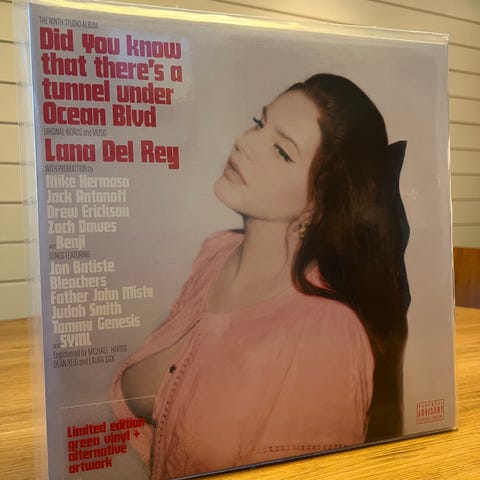 THE NINTH STUDIO ALBUM
Did you know
that there's a
tunnel under
Ocean Blvd
ORIGINAL WORDS and MUSIC
Lana Del Rey
WITH PRODUCTION by
Mike Hermosa
Jack Antonoff
Drew Erickson
Zach Dawes
and Benji
SONGS FEATURING
Jon Batiste
Bleachers
Father John Misty
Judah Smith
Tommy Genesis
and SYML
Engineered by MICHAEL HARRIS
DEAN REID and LAURA SISK
Limited edition
green vinyl +
alternative
artwork
PARENTAL
ADVISORY
EXPLICIT CONTENT